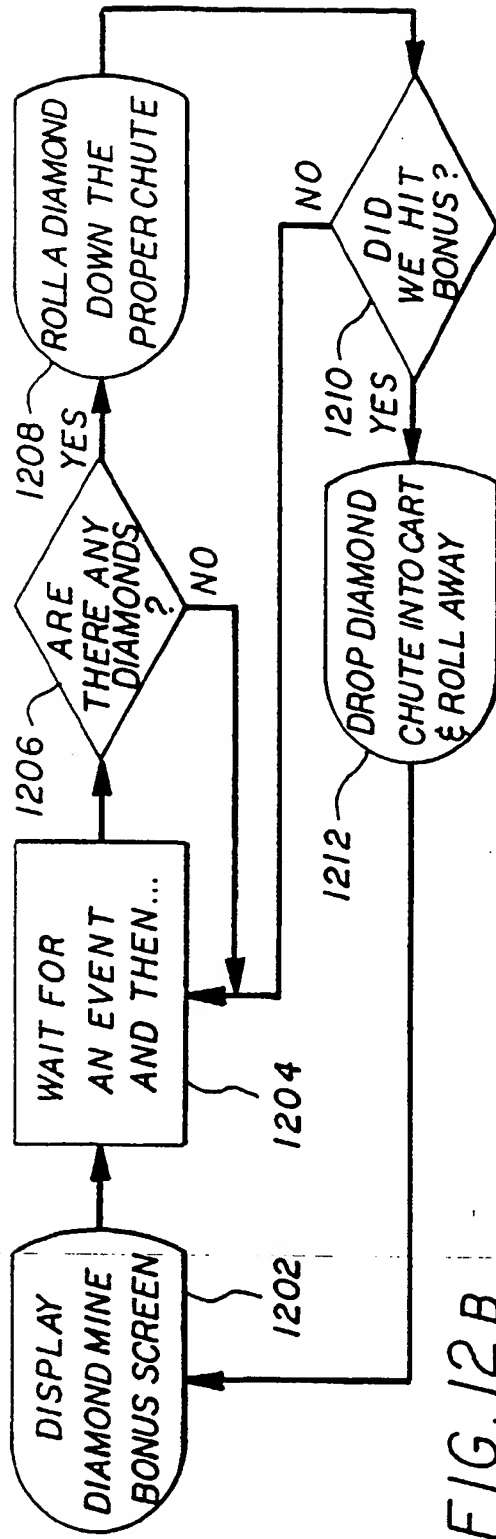 DISPLAY
DIAMOND MINE
BONUS SCREEN
1202
WAIT FOR
AN EVENT
AND THEN...
1204
ARE
THERE ANY
DIAMONDS
?
1206
YES
NO
ROLL A DIAMOND
DOWN THE
PROPER CHUTE
1208
DID
WE HIT
BONUS?
1210
NO
YES
DROP DIAMOND
CHUTE INTO CART
& ROLL AWAY
1212
FIG. 12B